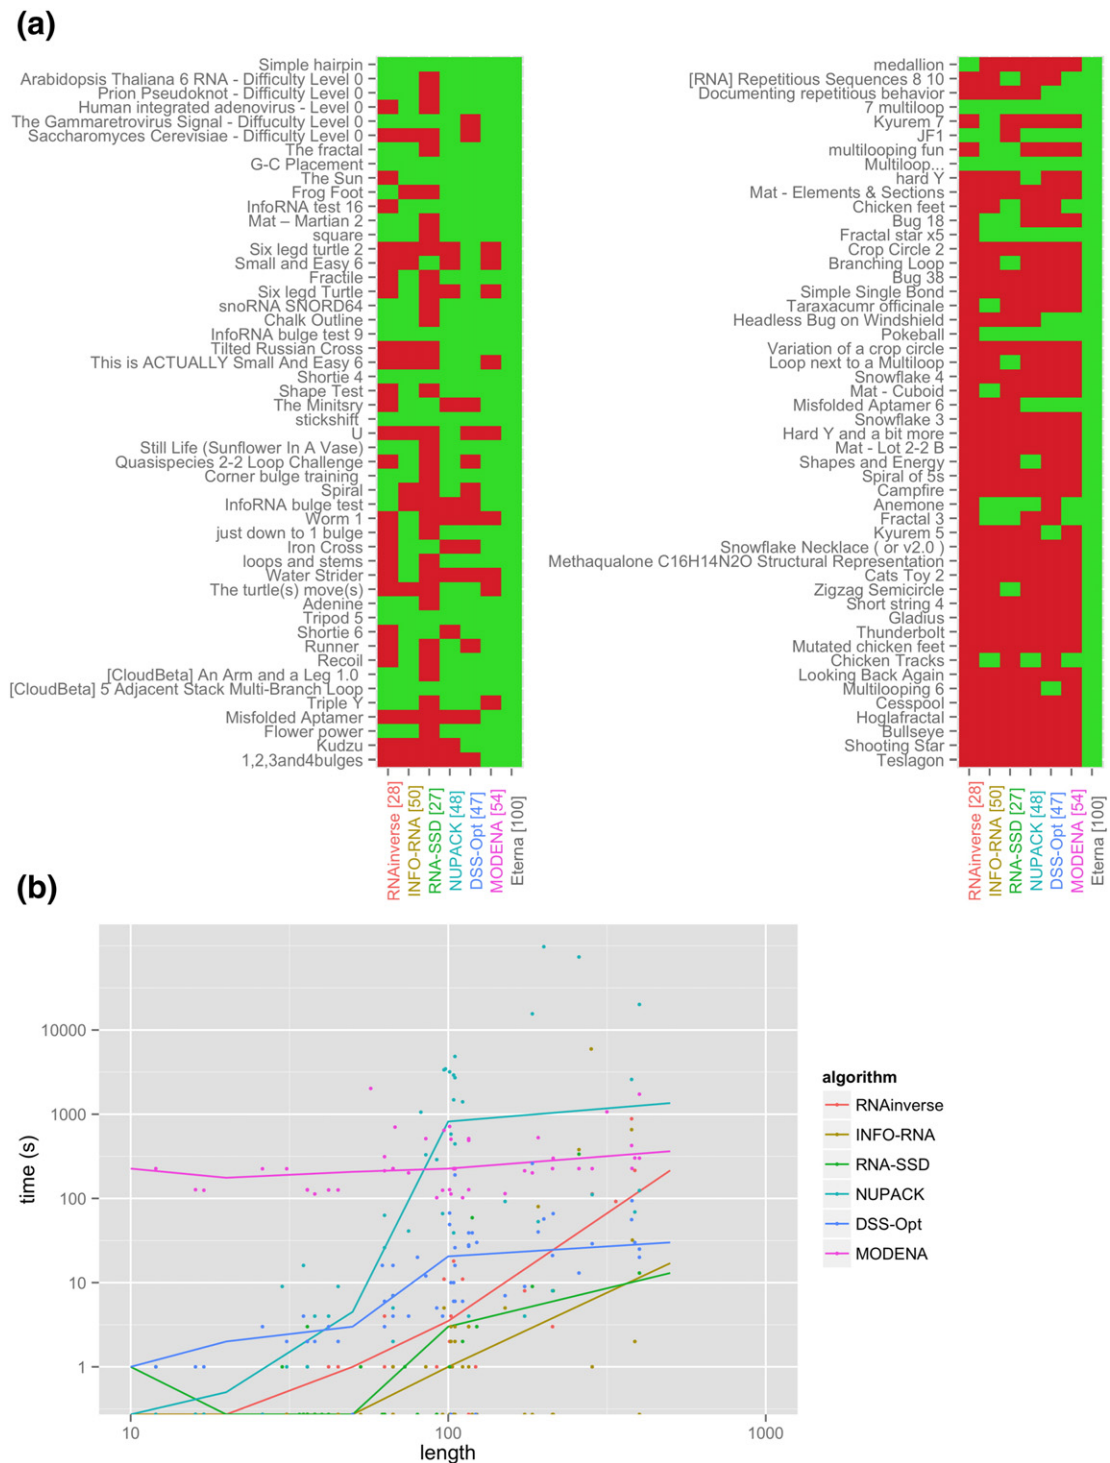 (a)
Simple hairpin
Arabidopsis Thaliana 6 RNA - Difficulty Level 0
Prion Pseudoknot - Difficulty Level 0
Human integrated adenovirus - Level 0
The Gammaretrovirus Signal - Diffuculty Level 0
Saccharomyces Cerevisiae - Difficulty Level 0
The fractal
G-C Placement
The Sun
Frog Foot
InfoRNA test 16
Mat – Martian 2
square
Six legd turtle 2
Small and Easy 6
Fractile
Six legd Turtle
snoRNA SNORD64
Chalk Outline
InfoRNA bulge test 9
Tilted Russian Cross
This is ACTUALLY Small And Easy 6
Shortie 4
Shape Test
The Minitsry
stickshiff
U
Still Life (Sunflower In A Vase)
Quasispecies 2-2 Loop Challenge
Corner bulge training
Spiral
InfoRNA bulge test
Worm 1
just down to 1 bulge
Iron Cross
loops and stems
Water Strider
The turtle(s) move(s)
Adenine
Tripod 5
Shortie 6
Runner
Recoil
[CloudBeta] An Arm and a Leg 1.0
[CloudBeta] 5 Adjacent Stack Multi-Branch Loop
Triple Y
Misfolded Aptamer
Flower power
Kudzu
1,2,3and4bulges
RNAinverse [28]
INFO-RNA [50]
RNA-SSD [27]
NUPACK [48]
DSS-Opt [47]
MODENA [54]
Eterna [100]
medallion
[RNA] Repetitious Sequences 8 10
Documenting repetitious behavior
7 multiloop
Kyurem 7
JF1
multilooping fun
Multiloop...
hard Y
Mat - Elements & Sections
Chicken feet
Bug 18
Fractal star x5
Crop Circle 2
Branching Loop
Bug 38
Simple Single Bond
Taraxacumr officinale
Headless Bug on Windshield
Pokeball
Variation of a crop circle
Loop next to a Multiloop
Snowflake 4
Mat - Cuboid
Misfolded Aptamer 6
Snowflake 3
Hard Y and a bit more
Mat - Lot 2-2 B
Shapes and Energy
Spiral of 5s
Campfire
Anemone
Fractal 3
Kyurem 5
Snowflake Necklace ( or v2.0 )
Methaqualone C16H14N2O Structural Representation
Cats Toy 2
Zigzag Semicircle
Short string 4
Gladius
Thunderbolt
Mutated chicken feet
Chicken Tracks
Looking Back Again
Multilooping 6
Cesspool
Hoglafractal
Bullseye
Shooting Star
Teslagon
RNAinverse [28]
INFO-RNA [50]
RNA-SSD [27]
NUPACK [48]
DSS-Opt [47]
MODENA [54]
Eterna [100]
(b)
time (s)
10000
1000
100
10
1
10
100
1000
length
algorithm
RNAinverse
INFO-RNA
RNA-SSD
NUPACK
DSS-Opt
MODENA